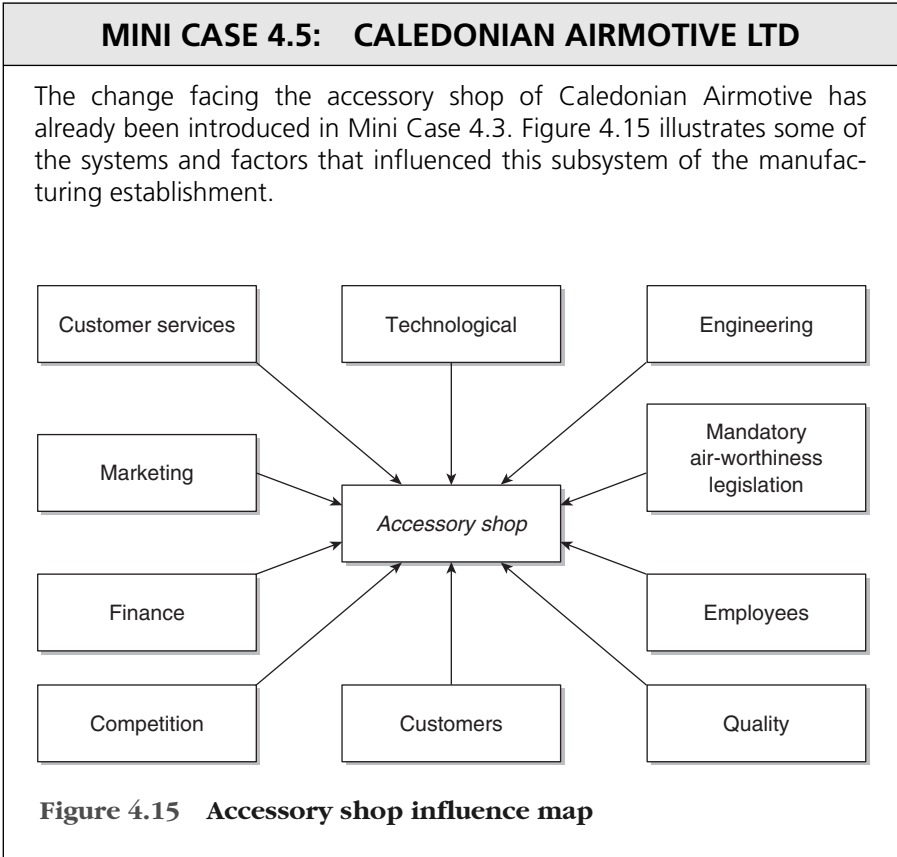 MINI CASE 4.5: CALEDONIAN AIRMOTIVE LTD
The change facing the accessory shop of Caledonian Airmotive has
already been introduced in Mini Case 4.3. Figure 4.15 illustrates some of
the systems and factors that influenced this subsystem of the manufac-
turing establishment.
Customer services
Technological
Engineering
Marketing
Mandatory
air-worthiness
legislation
Accessory shop
Finance
Employees
Competition
Customers
Quality
Figure 4.15 Accessory shop influence map